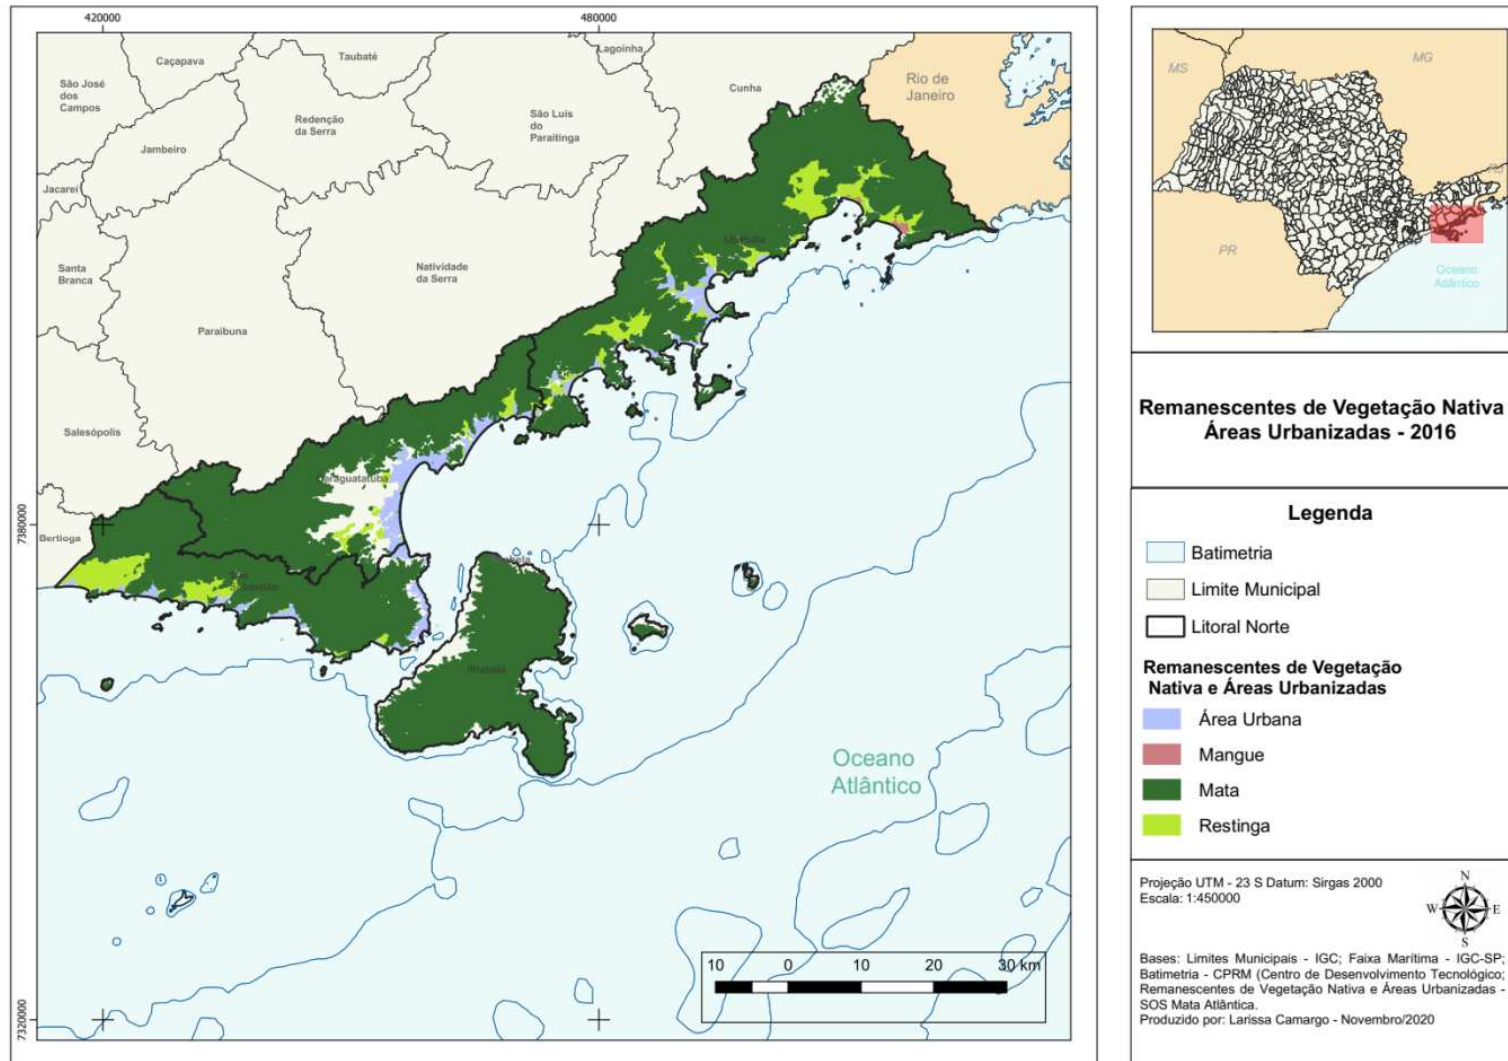 420000
480000
Caçapava
Taubaté
Lagoinha
São José
dos
Campos
Cunha
Rio de
Janeiro
Redenção
da Serra
São Luís
do
Paraitinga
Jambeiro
Jacareí
Ubatuba
Santa
Branca
Natividade
da Serra
Paraibuna
Salesópolis
Caraguatatuba
7380000
Bertioga
São
Sebastião
Ilhabela
Ilhabela
Oceano
Atlântico
10 0 10 20 30 km
7320000
MS
MG
RJ
PR
Oceano
Atlântico
Remanescentes de Vegetação Nativa
Áreas Urbanizadas - 2016
Legenda
Batimetria
Limite Municipal
Litoral Norte
Remanescentes de Vegetação
Nativa e Áreas Urbanizadas
Área Urbana
Mangue
Mata
Restinga
Projeção UTM - 23 S Datum: Sirgas 2000
Escala: 1:450000
N
W E
S
Bases: Limites Municipais - IGC; Faixa Marítima - IGC-SP;
Batimetria - CPRM (Centro de Desenvolvimento Tecnológico;
Remanescentes de Vegetação Nativa e Áreas Urbanizadas -
SOS Mata Atlântica.
Produzido por: Larissa Camargo - Novembro/2020